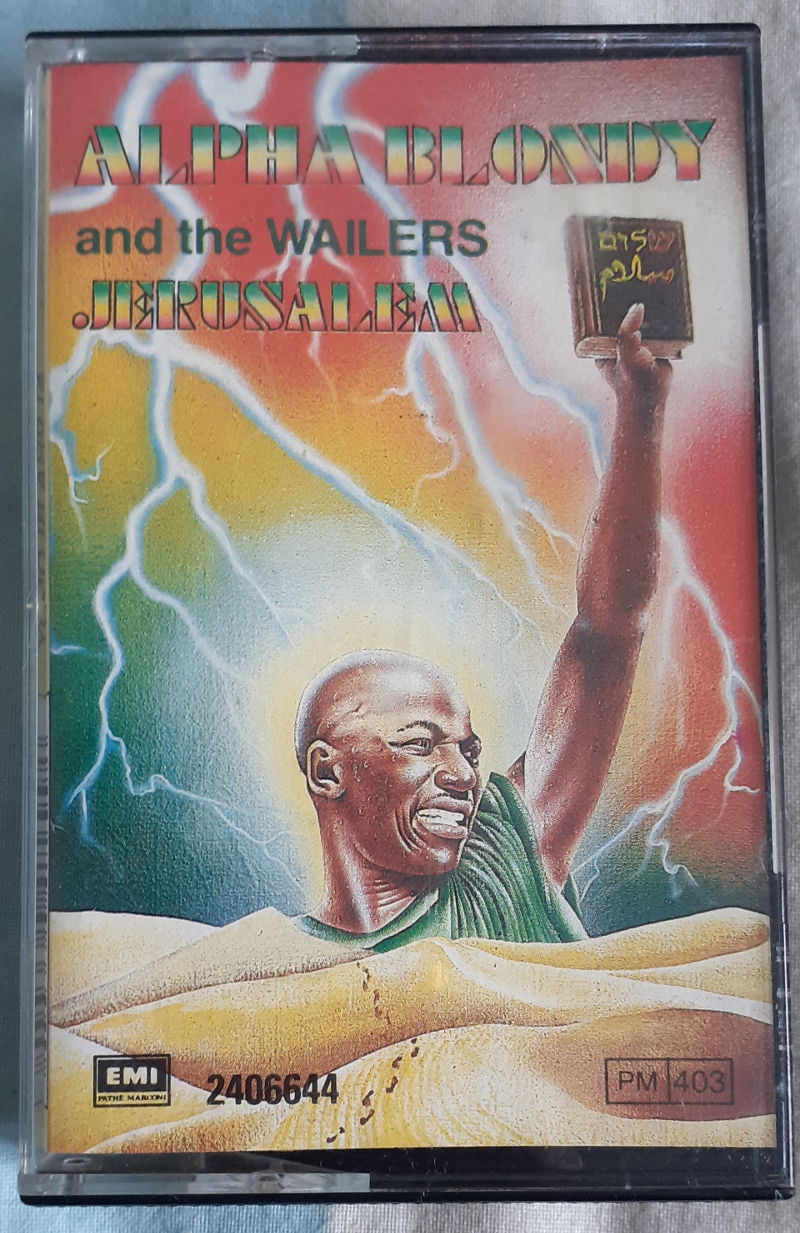 ALPHA BLONDY
and the WAILERS
JERUSALEM
שלום
سلام
EMI
PATHÉ MARCONI
2406644
PM 403